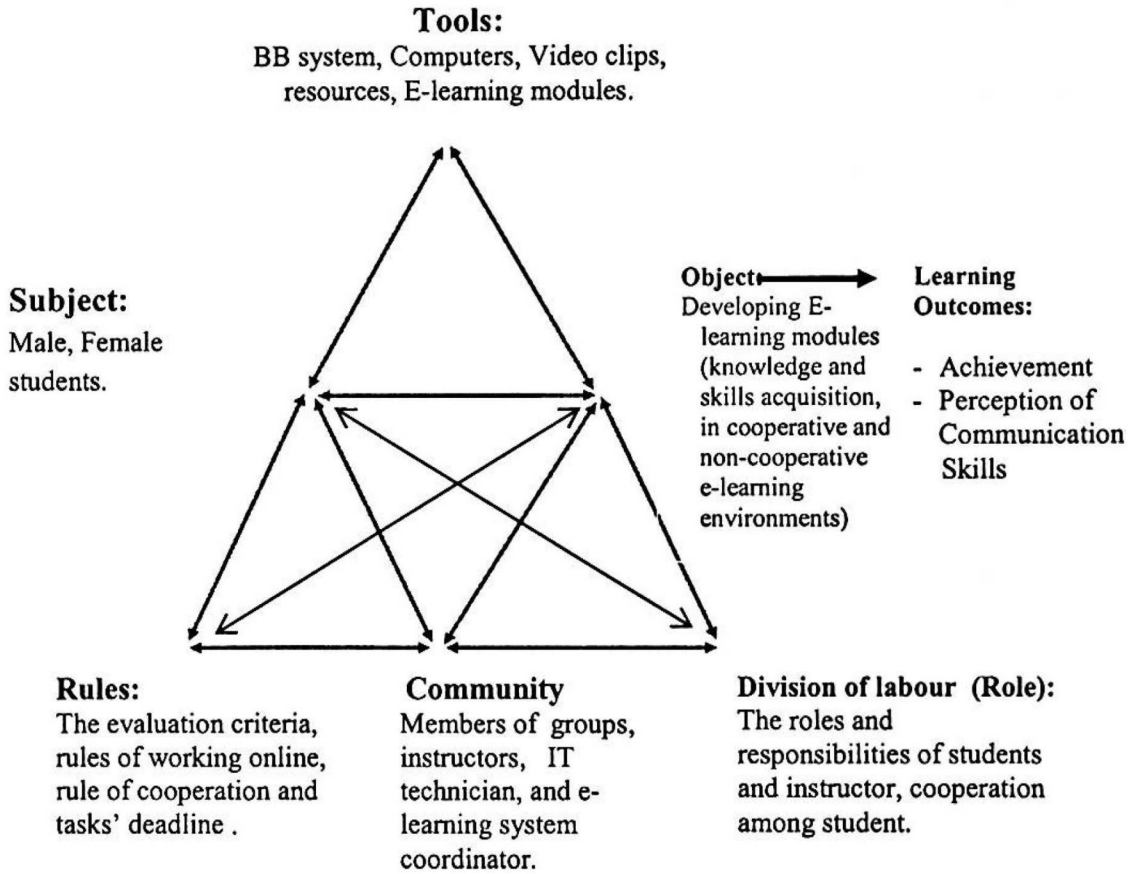 Tools:
BB system, Computers, Video clips,
resources, E-learning modules.
Subject:
Male, Female
students.
Object:
Developing E-
learning modules
(knowledge and
skills acquisition,
in cooperative and
non-cooperative
e-learning
environments)
Learning
Outcomes:
- Achievement
- Perception of
Communication
Skills
Rules:
The evaluation criteria,
rules of working online,
rule of cooperation and
tasks' deadline .
Community
Members of groups,
instructors, IT
technician, and e-
learning system
coordinator.
Division of labour (Role):
The roles and
responsibilities of students
and instructor, cooperation
among student.